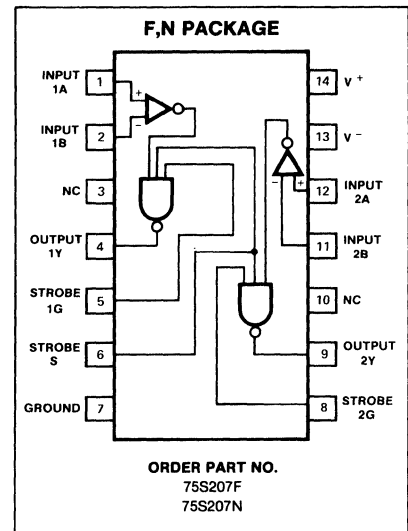 F,N PACKAGE
INPUT
1A
1
14
V +
+
INPUT
1B
2
−
13
V −
NC
3
−
+
12
INPUT
2A
OUTPUT
1Y
4
11
INPUT
2B
STROBE
1G
5
10
NC
STROBE
S
6
9
OUTPUT
2Y
GROUND
7
8
STROBE
2G
ORDER PART NO.
75S207F
75S207N